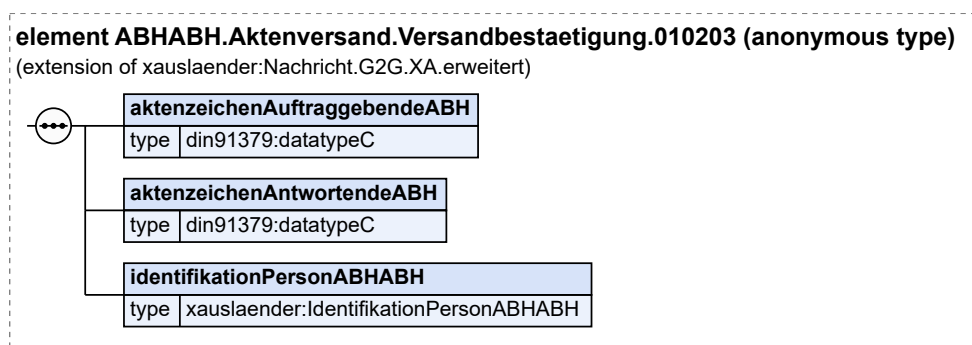 element ABHABH.Aktenversand.Versandbestaetigung.010203 (anonymous type)
(extension of xauslaender:Nachricht.G2G.XA.erweitert)
aktenzeichenAuftraggebendeABH
type din91379:datatypeC
aktenzeichenAntwortendeABH
type din91379:datatypeC
identifikationPersonABHABH
type xauslaender:IdentifikationPersonABHABH